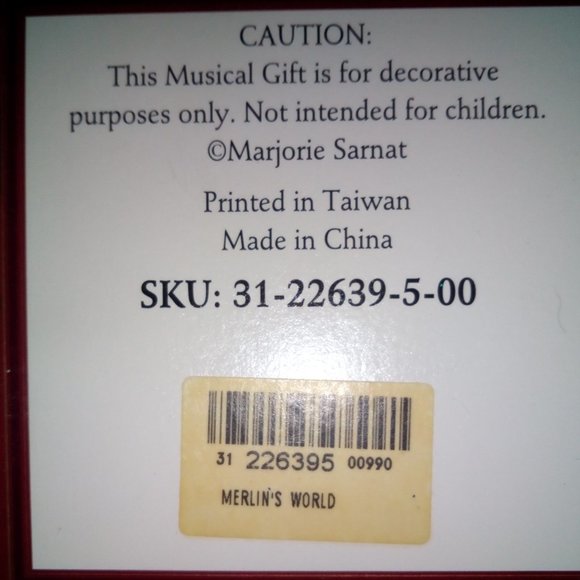 CAUTION:
This Musical Gift is for decorative
purposes only. Not intended for children.
©Marjorie Sarnat
Printed in Taiwan
Made in China
SKU: 31-22639-5-00
31 226395 00990
MERLIN'S WORLD